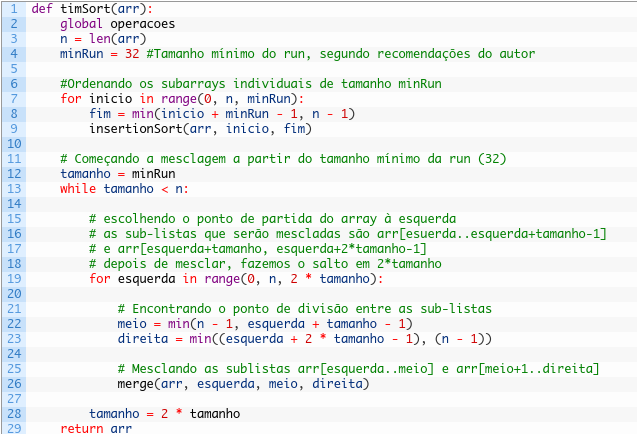 1 def timSort(arr):
2     global operacoes
3     n = len(arr)
4     minRun = 32 #Tamanho mínimo do run, segundo recomendações do autor
5
6     #Ordenando os subarrays individuais de tamanho minRun
7     for inicio in range(0, n, minRun):
8         fim = min(inicio + minRun - 1, n - 1)
9         insertionSort(arr, inicio, fim)
10
11     # Começando a mesclagem a partir do tamanho mínimo da run (32)
12     tamanho = minRun
13     while tamanho < n:
14
15         # escolhendo o ponto de partida do array à esquerda
16         # as sub-listas que serão mescladas são arr[esuerda..esquerda+tamanho-1]
17         # e arr[esquerda+tamanho, esquerda+2*tamanho-1]
18         # depois de mesclar, fazemos o salto em 2*tamanho
19         for esquerda in range(0, n, 2 * tamanho):
20
21             # Encontrando o ponto de divisão entre as sub-listas
22             meio = min(n - 1, esquerda + tamanho - 1)
23             direita = min((esquerda + 2 * tamanho - 1), (n - 1))
24
25             # Mesclando as sublistas arr[esquerda..meio] e arr[meio+1..direita]
26             merge(arr, esquerda, meio, direita)
27
28         tamanho = 2 * tamanho
29     return arr